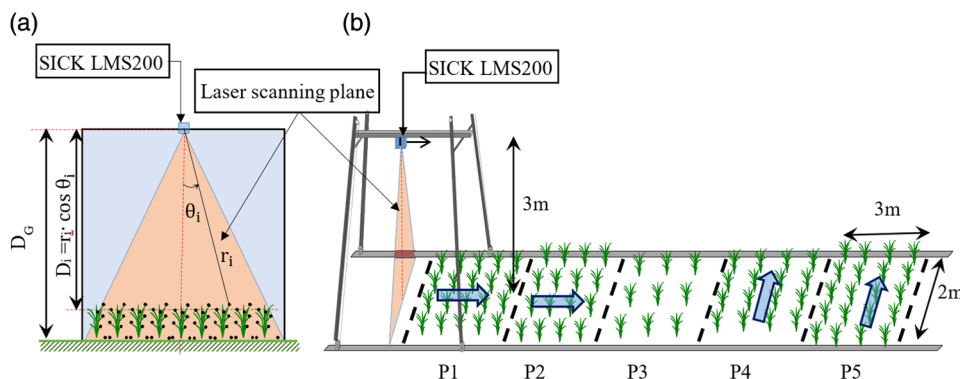 (a)
SICK LMS200
Laser scanning plane
D_G
D_i =r_i· cos θ_i
θ_i
r_i
(b)
SICK LMS200
3m
3m
2m
P1
P2
P3
P4
P5